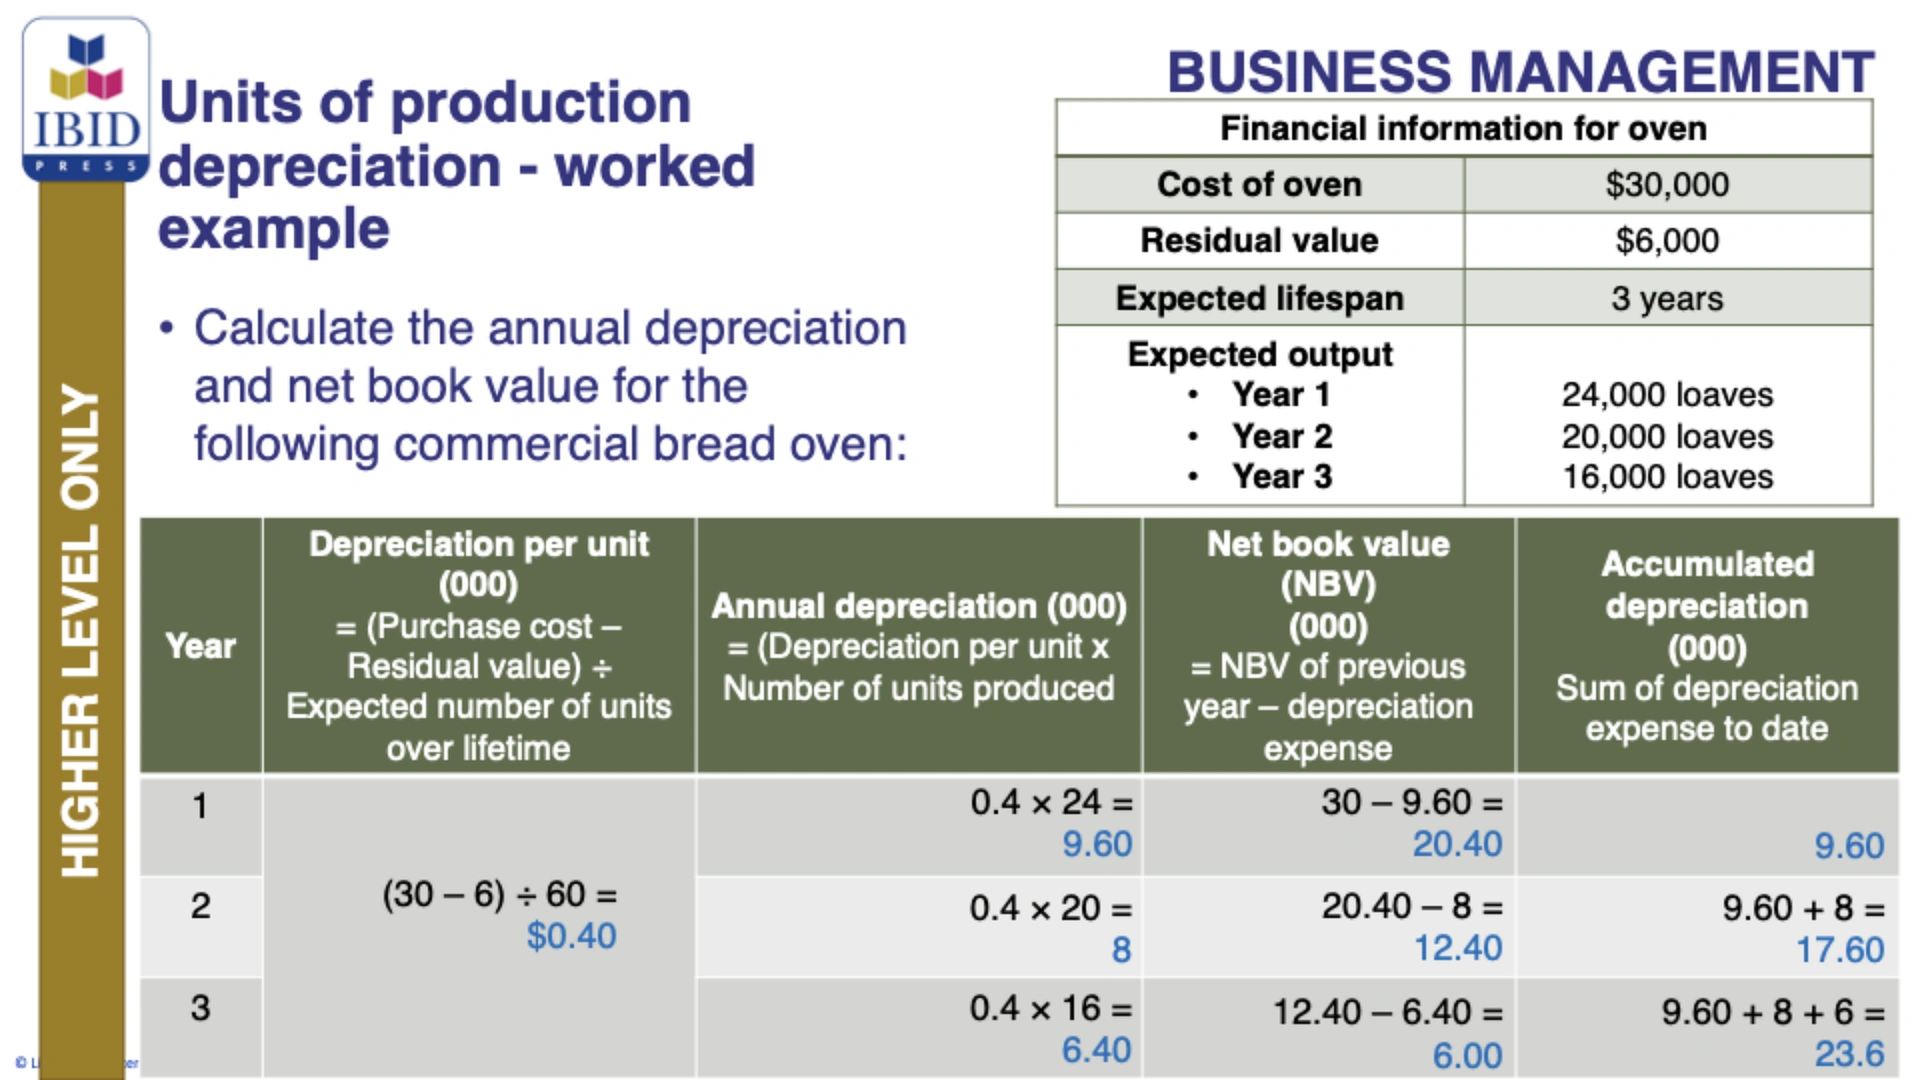 IBID
PRESS
Units of production
depreciation - worked
example
• Calculate the annual depreciation
and net book value for the
following commercial bread oven:
BUSINESS MANAGEMENT
Financial information for oven
Cost of oven $30,000
Residual value $6,000
Expected lifespan 3 years
Expected output
• Year 1 24,000 loaves
• Year 2 20,000 loaves
• Year 3 16,000 loaves
HIGHER LEVEL ONLY
Year
Depreciation per unit
(000)
= (Purchase cost –
Residual value) ÷
Expected number of units
over lifetime
Annual depreciation (000)
= (Depreciation per unit x
Number of units produced
Net book value
(NBV)
(000)
= NBV of previous
year – depreciation
expense
Accumulated
depreciation
(000)
Sum of depreciation
expense to date
1
(30 – 6) ÷ 60 =
$0.40
0.4 × 24 =
9.60
30 – 9.60 =
20.40
9.60
2
0.4 × 20 =
8
20.40 – 8 =
12.40
9.60 + 8 =
17.60
3
0.4 × 16 =
6.40
12.40 – 6.40 =
6.00
9.60 + 8 + 6 =
23.6
©